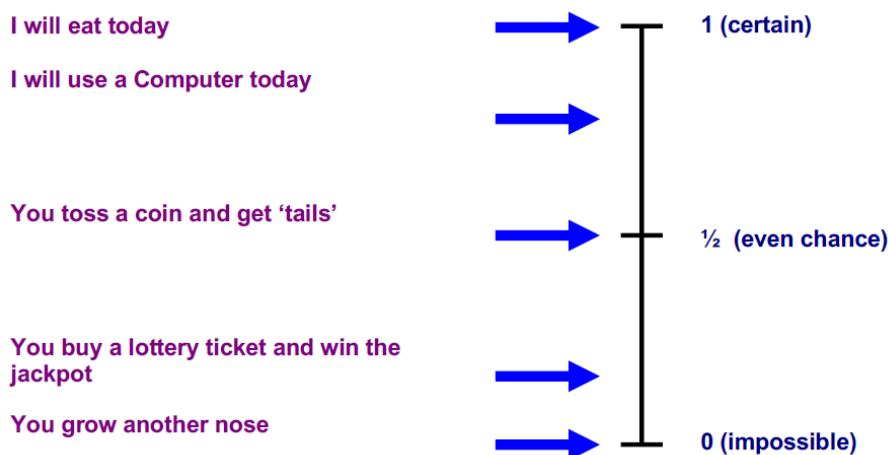 I will eat today
1 (certain)
I will use a Computer today
You toss a coin and get ‘tails’
½ (even chance)
You buy a lottery ticket and win the
jackpot
You grow another nose
0 (impossible)